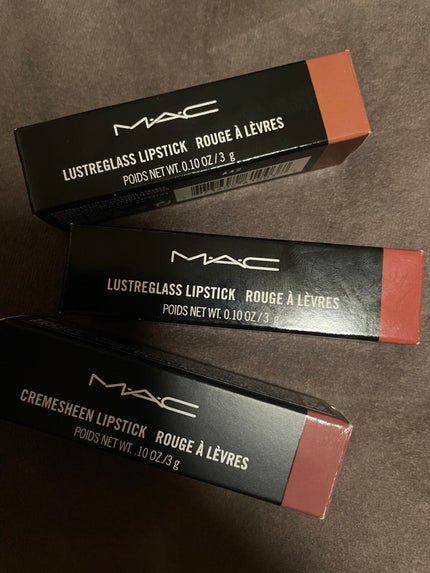 M·A·C
LUSTREGLASS LIPSTICK ROUGE À LÈVRES
POIDS NET WT. 0.10 OZ/3 g
M·A·C
LUSTREGLASS LIPSTICK ROUGE À LÈVRES
POIDS NET WT. 0.10 OZ/3 g
M·A·C
CREMESHEEN LIPSTICK ROUGE À LÈVRES
POIDS NET WT. .10 OZ/3 g